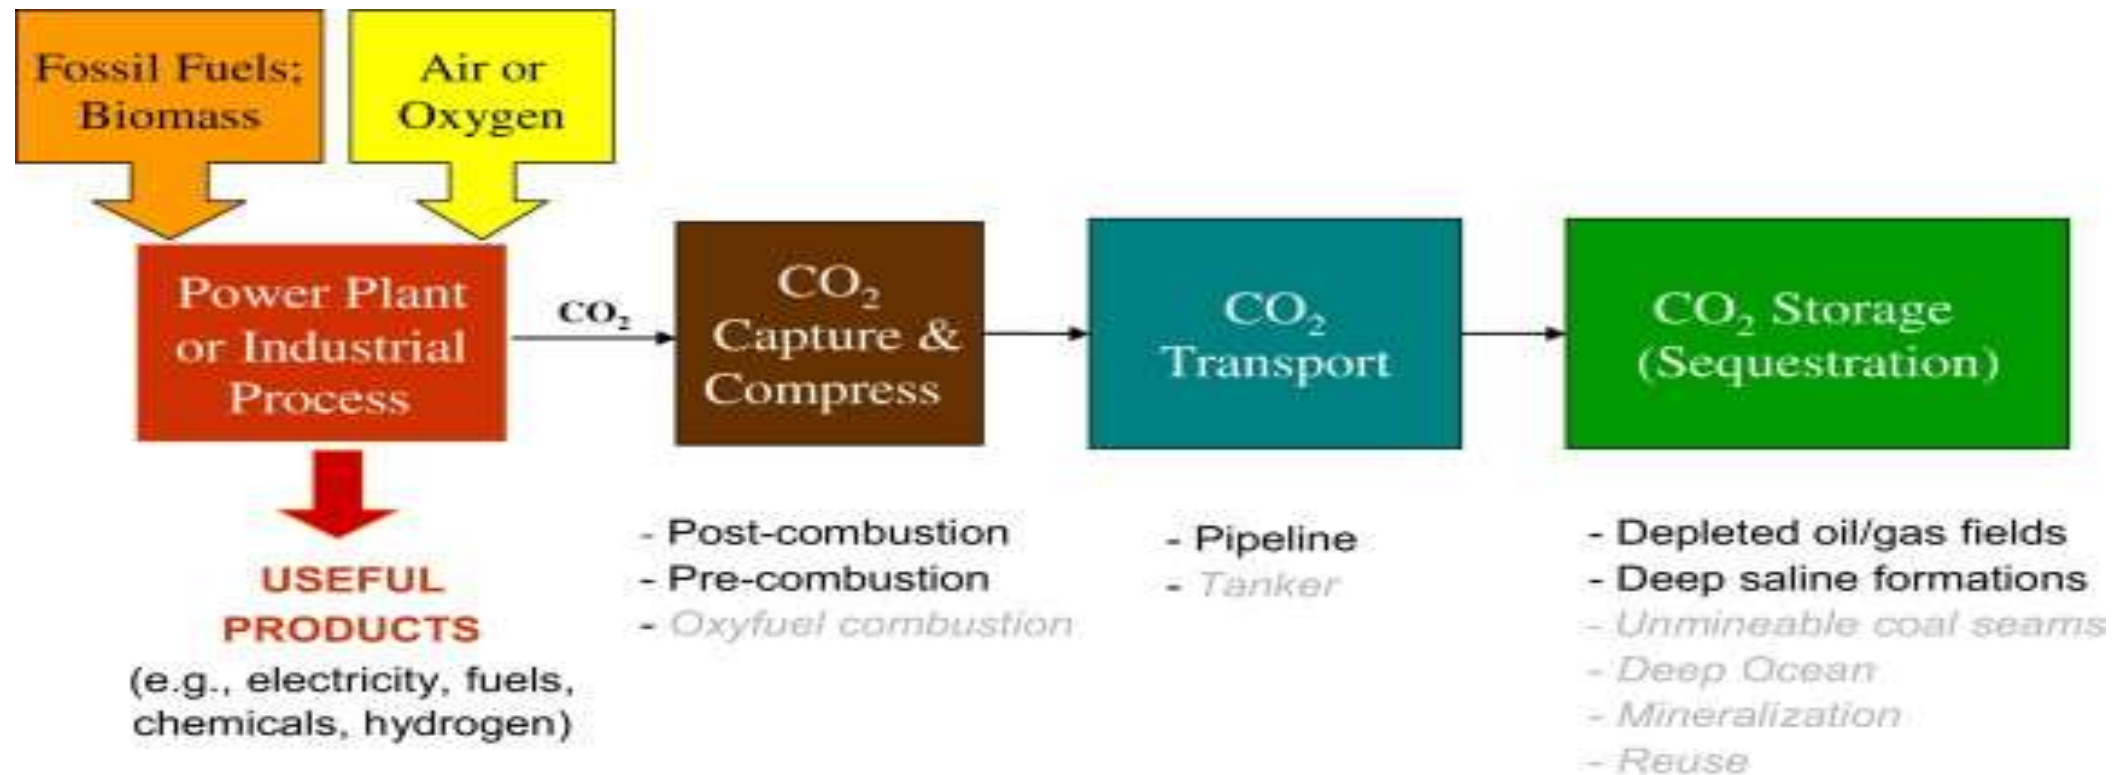 Fossil Fuels;
Biomass
Air or
Oxygen
Power Plant
or Industrial
Process
CO₂
CO₂
Capture &
Compress
CO₂
Transport
CO₂ Storage
(Sequestration)
USEFUL
PRODUCTS
(e.g., electricity, fuels,
chemicals, hydrogen)
- Post-combustion
- Pre-combustion
- Oxyfuel combustion
- Pipeline
- Tanker
- Depleted oil/gas fields
- Deep saline formations
- Unmineable coal seams
- Deep Ocean
- Mineralization
- Reuse